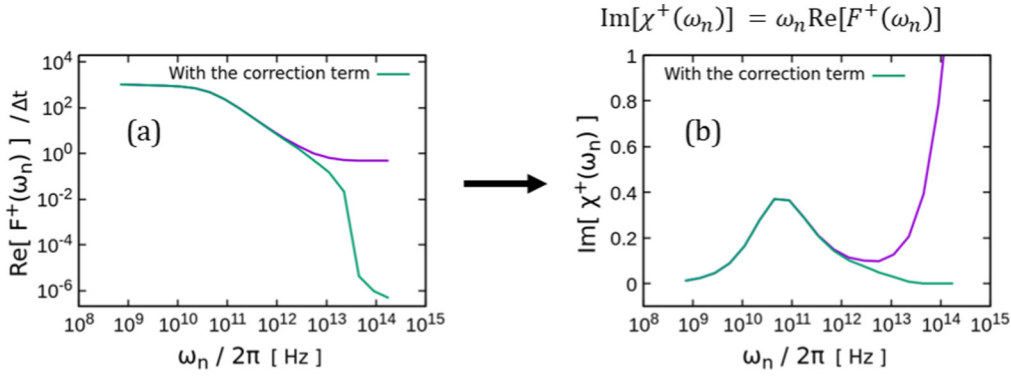 Im[χ⁺(ωₙ)] = ωₙRe[F⁺(ωₙ)]
10⁴
10²
10⁰
10⁻²
10⁻⁴
10⁻⁶
Re[ F⁺(ωₙ) ] / Δt
With the correction term
(a)
10⁸ 10⁹ 10¹⁰ 10¹¹ 10¹² 10¹³ 10¹⁴ 10¹⁵
ωₙ / 2π [ Hz ]
1
0.8
0.6
0.4
0.2
0
Im[ χ⁺(ωₙ) ]
With the correction term
(b)
10⁸ 10⁹ 10¹⁰ 10¹¹ 10¹² 10¹³ 10¹⁴ 10¹⁵
ωₙ / 2π [ Hz ]